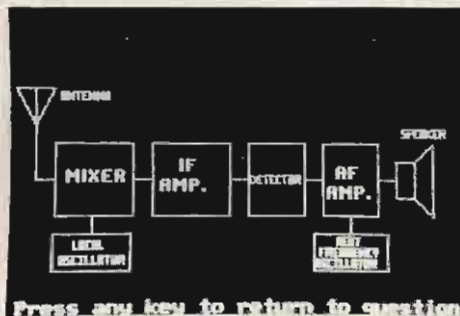 ANTENNA
SPEAKER
MIXER
IF
AMP.
DETECTOR
AF
AMP.
LOCAL
OSCILLATOR
BEAT
FREQUENCY
OSCILLATOR
Press any key to return to question